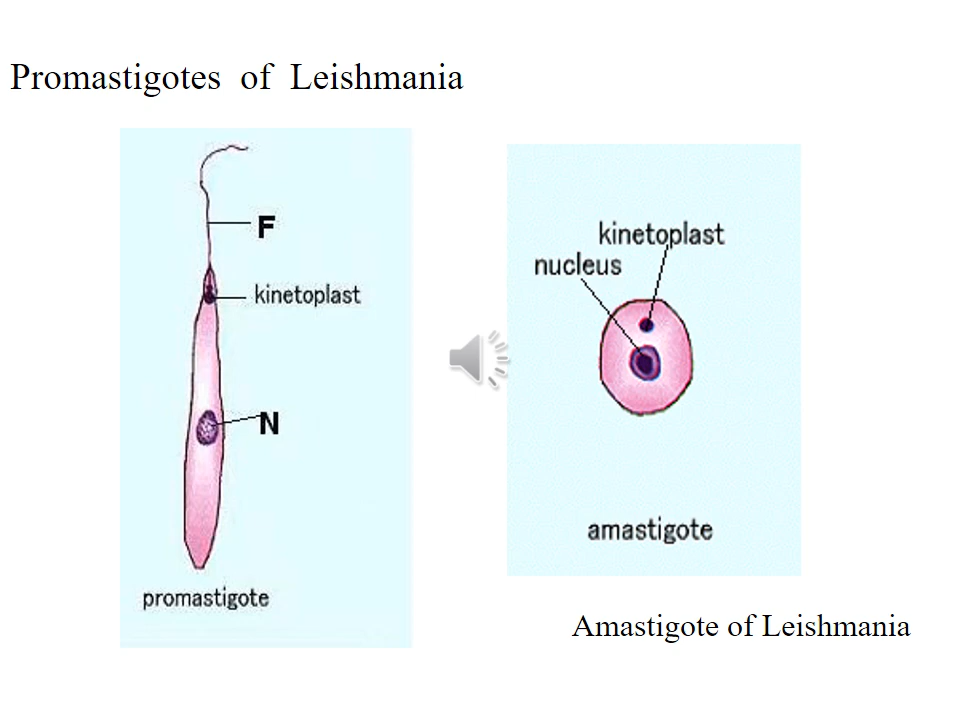 Promastigotes of Leishmania
F
kinetoplast
N
promastigote
kinetoplast
nucleus
amastigote
Amastigote of Leishmania